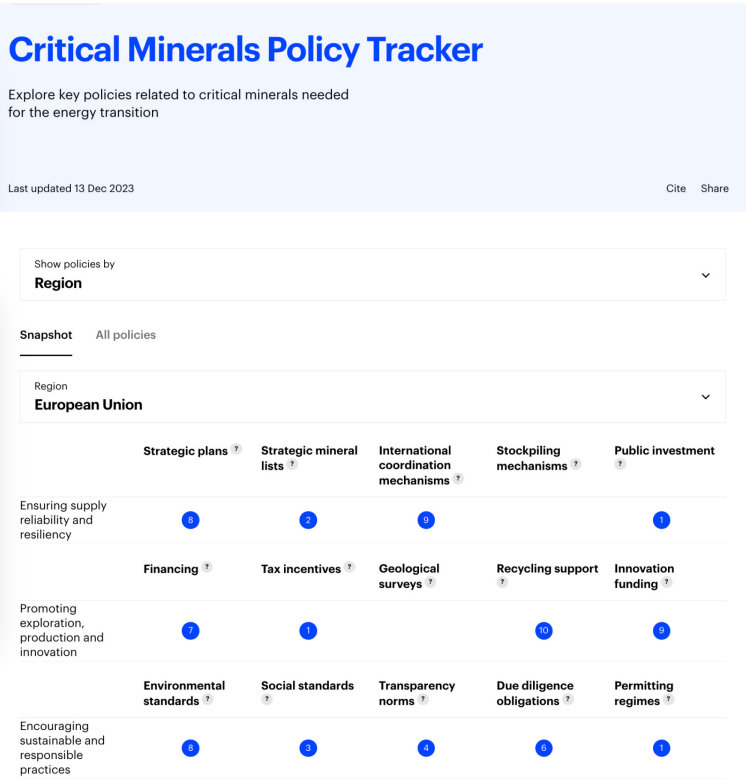 Critical Minerals Policy Tracker
Explore key policies related to critical minerals needed
for the energy transition
Last updated 13 Dec 2023
Cite Share
Show policies by
Region
Snapshot All policies
Region
European Union
Strategic plans ?
Strategic mineral
lists ?
International
coordination
mechanisms ?
Stockpiling
mechanisms ?
Public investment
?
Ensuring supply
reliability and
resiliency
8 2 9 1
Financing ?
Tax incentives ?
Geological
surveys ?
Recycling support
?
Innovation
funding ?
Promoting
exploration,
production and
innovation
7 1 10 9
Environmental
standards ?
Social standards
?
Transparency
norms ?
Due diligence
obligations ?
Permitting
regimes ?
Encouraging
sustainable and
responsible
practices
8 3 4 6 1